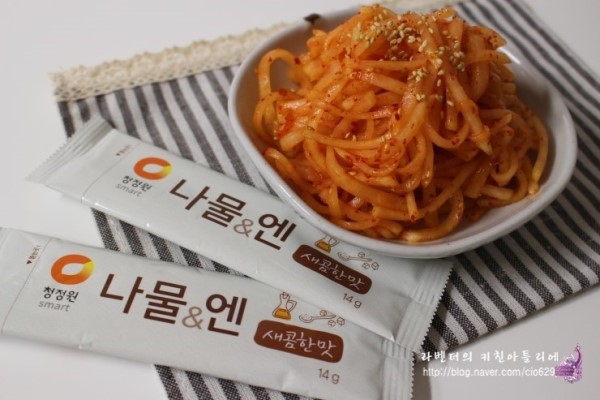 청정원
smart
나물&엔
새콤한맛
14g
청정원
smart
나물&엔
새콤한맛
14g
라벤더의 키친아틀리에~
http://blog.naver.com/clo629